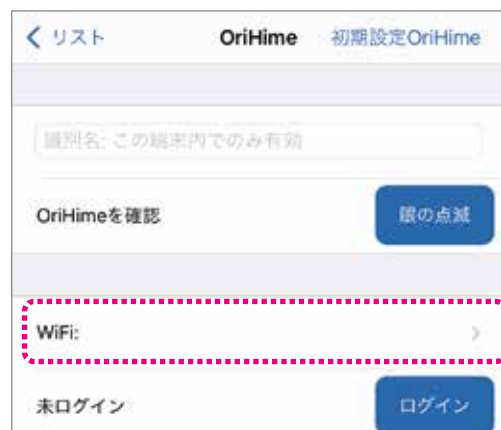 リスト OriHime 初期設定OriHime
識別名: この端末内でのみ有効
OriHimeを確認 眼の点滅
WiFi:
未ログイン ログイン